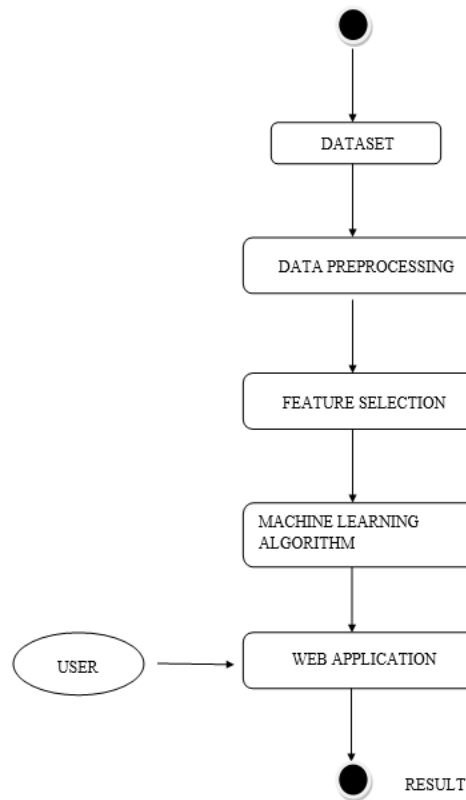 DATASET
DATA PREPROCESSING
FEATURE SELECTION
MACHINE LEARNING
ALGORITHM
USER
WEB APPLICATION
RESULT